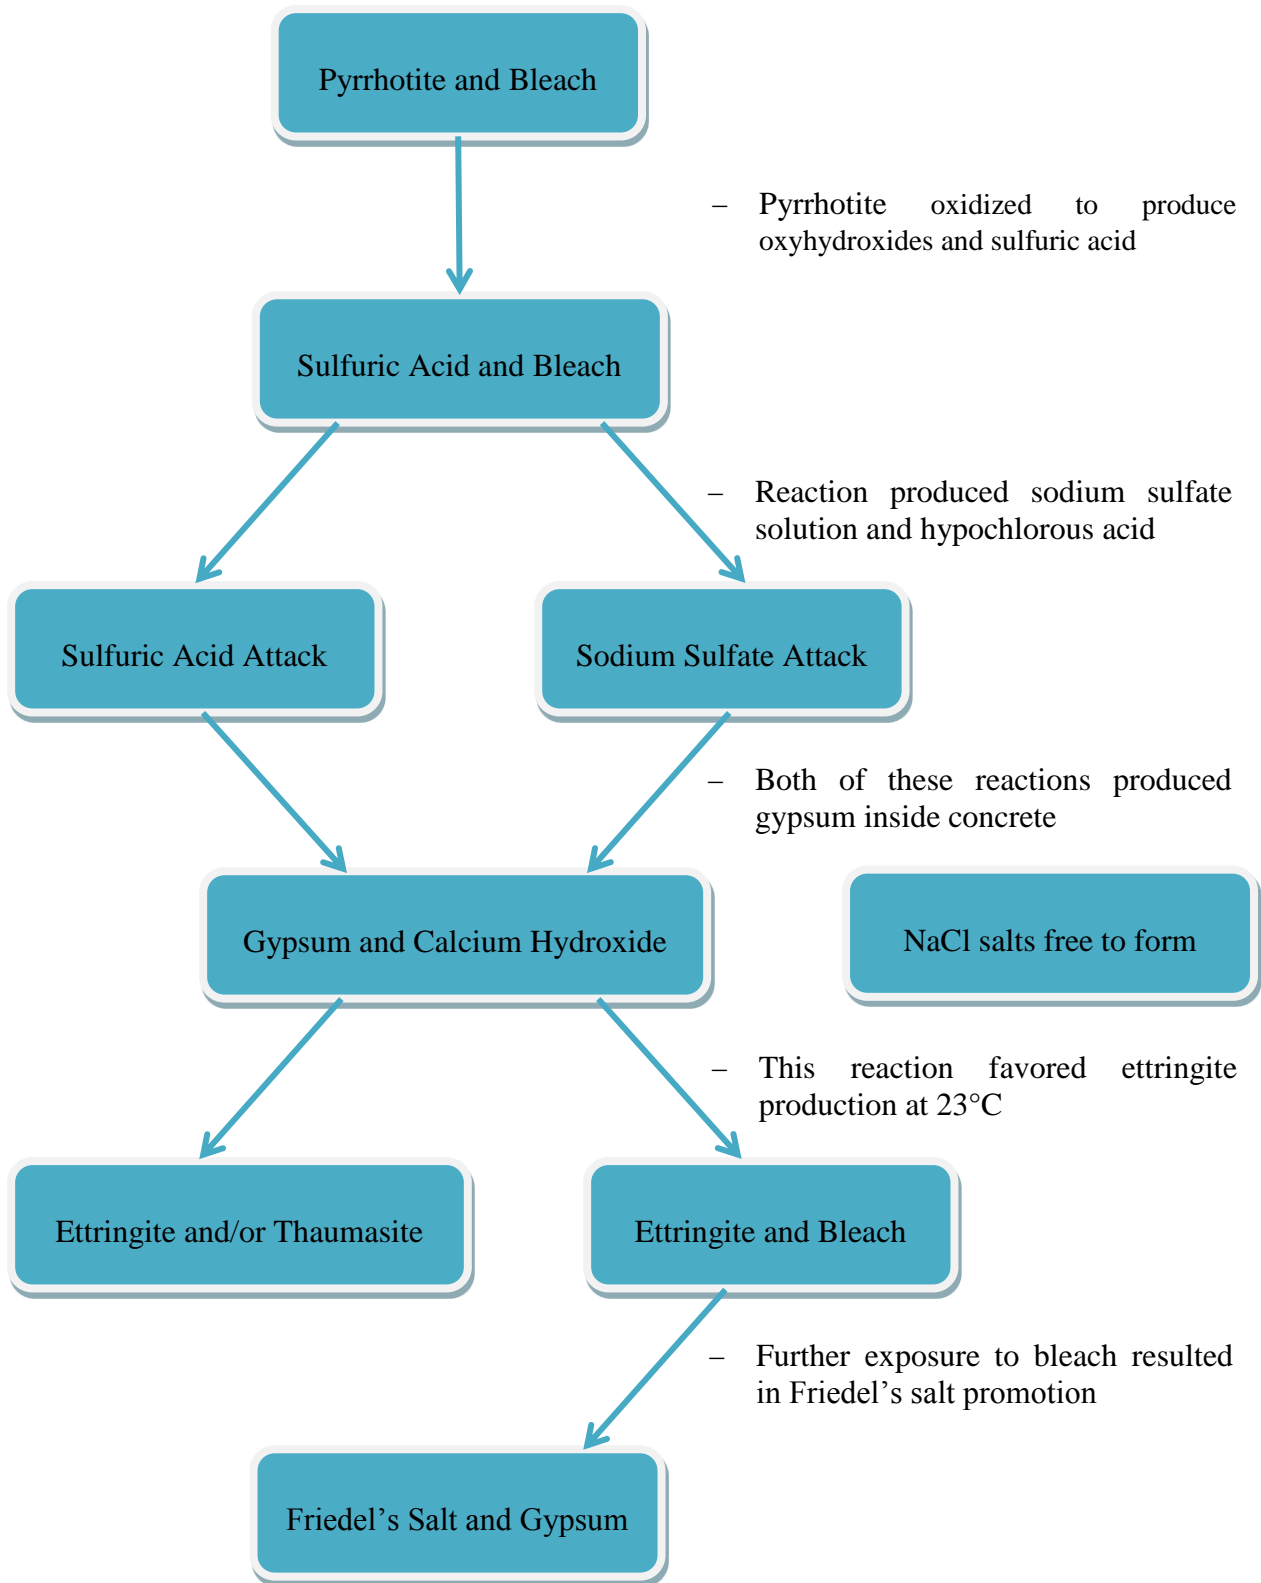 Pyrrhotite and Bleach
– Pyrrhotite oxidized to produce
oxyhydroxides and sulfuric acid
Sulfuric Acid and Bleach
– Reaction produced sodium sulfate
solution and hypochlorous acid
Sulfuric Acid Attack
Sodium Sulfate Attack
– Both of these reactions produced
gypsum inside concrete
Gypsum and Calcium Hydroxide
NaCl salts free to form
– This reaction favored ettringite
production at 23°C
Ettringite and/or Thaumasite
Ettringite and Bleach
– Further exposure to bleach resulted
in Friedel’s salt promotion
Friedel’s Salt and Gypsum